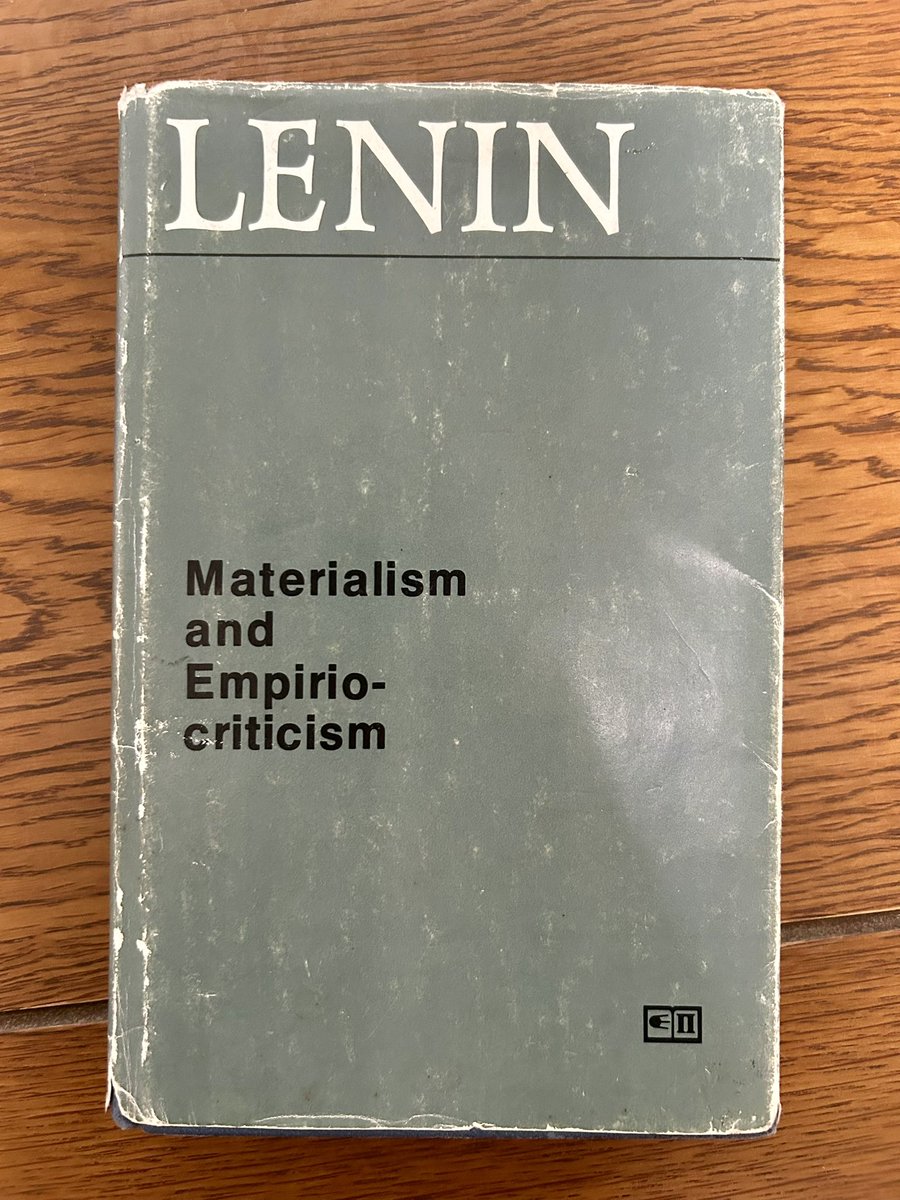 LENIN
Materialism
and
Empirio-
criticism